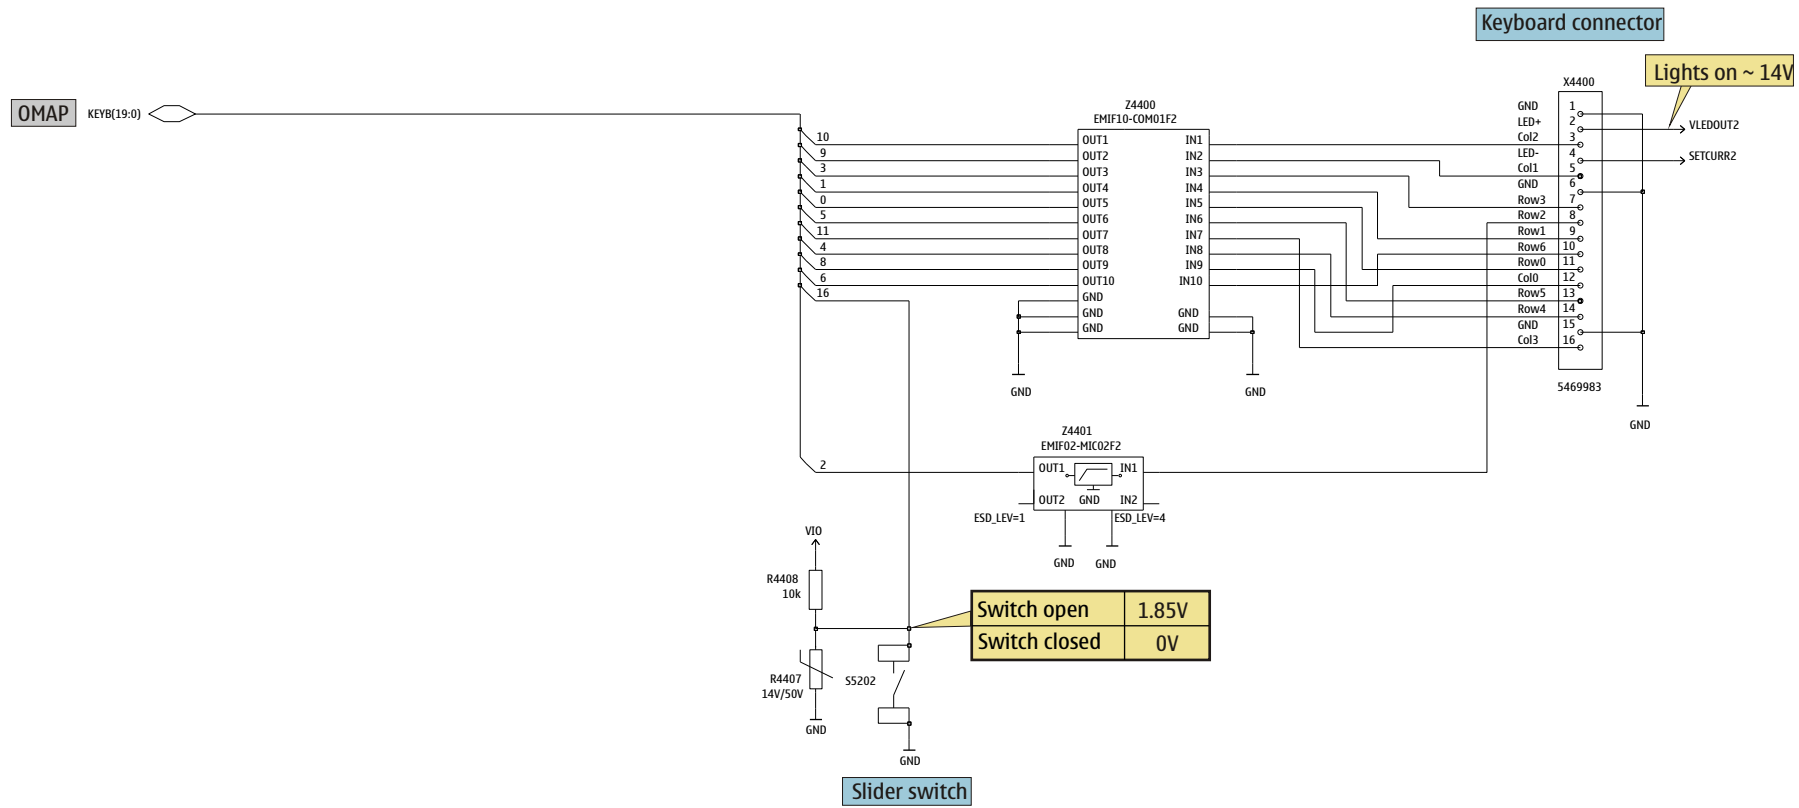 Keyboard connector
Lights on ~ 14V
OMAP
KEYB(19:0)
10
9
3
1
0
5
11
4
8
6
16
Z4400
EMIF10-COM01F2
OUT1
OUT2
OUT3
OUT4
OUT5
OUT6
OUT7
OUT8
OUT9
OUT10
GND
GND
GND
IN1
IN2
IN3
IN4
IN5
IN6
IN7
IN8
IN9
IN10
GND
GND
GND
GND
X4400
GND 1
LED+ 2
Col2 3
LED- 4
Col1 5
GND 6
Row3 7
Row2 8
Row1 9
Row6 10
Row0 11
Col0 12
Row5 13
Row4 14
GND 15
Col3 16
5469983
VLEDOUT2
SETCURR2
GND
2
Z4401
EMIF02-MIC02F2
OUT1 IN1
OUT2 GND IN2
ESD_LEV=1
ESD_LEV=4
GND
GND
VIO
R4408
10k
R4407
14V/50V
GND
S5202
GND
Switch open 1.85V
Switch closed 0V
Slider switch